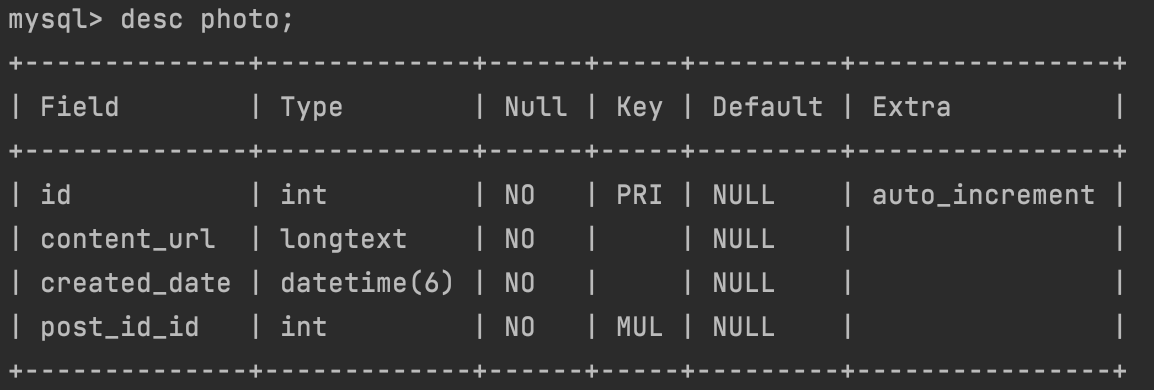 mysql> desc photo;
+--------------+-------------+------+-----+---------+----------------+
| Field        | Type        | Null | Key | Default | Extra          |
+--------------+-------------+------+-----+---------+----------------+
| id           | int         | NO   | PRI | NULL    | auto_increment |
| content_url  | longtext    | NO   |     | NULL    |                |
| created_date | datetime(6) | NO   |     | NULL    |                |
| post_id_id   | int         | NO   | MUL | NULL    |                |
+--------------+-------------+------+-----+---------+----------------+